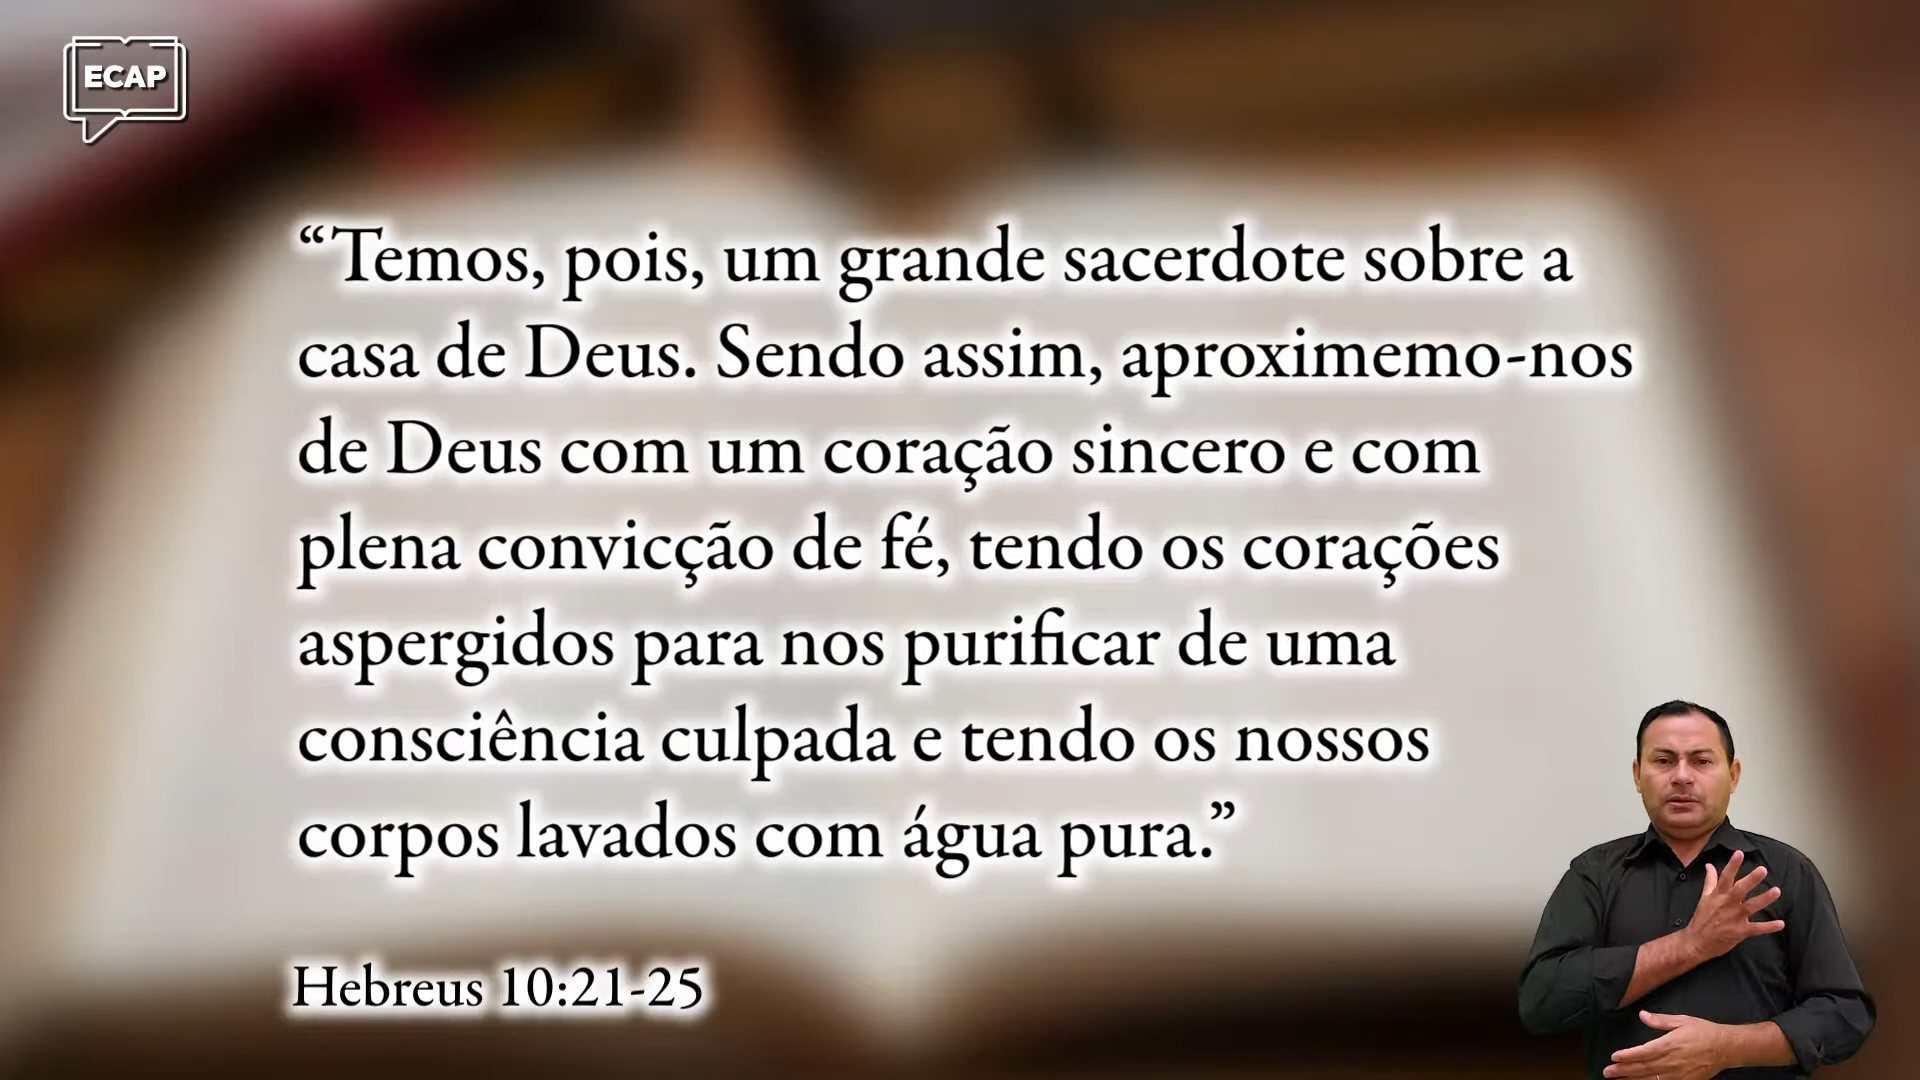 ECAP
“Temos, pois, um grande sacerdote sobre a
casa de Deus. Sendo assim, aproximemo-nos
de Deus com um coração sincero e com
plena convicção de fé, tendo os corações
aspergidos para nos purificar de uma
consciência culpada e tendo os nossos
corpos lavados com água pura.”
Hebreus 10:21-25